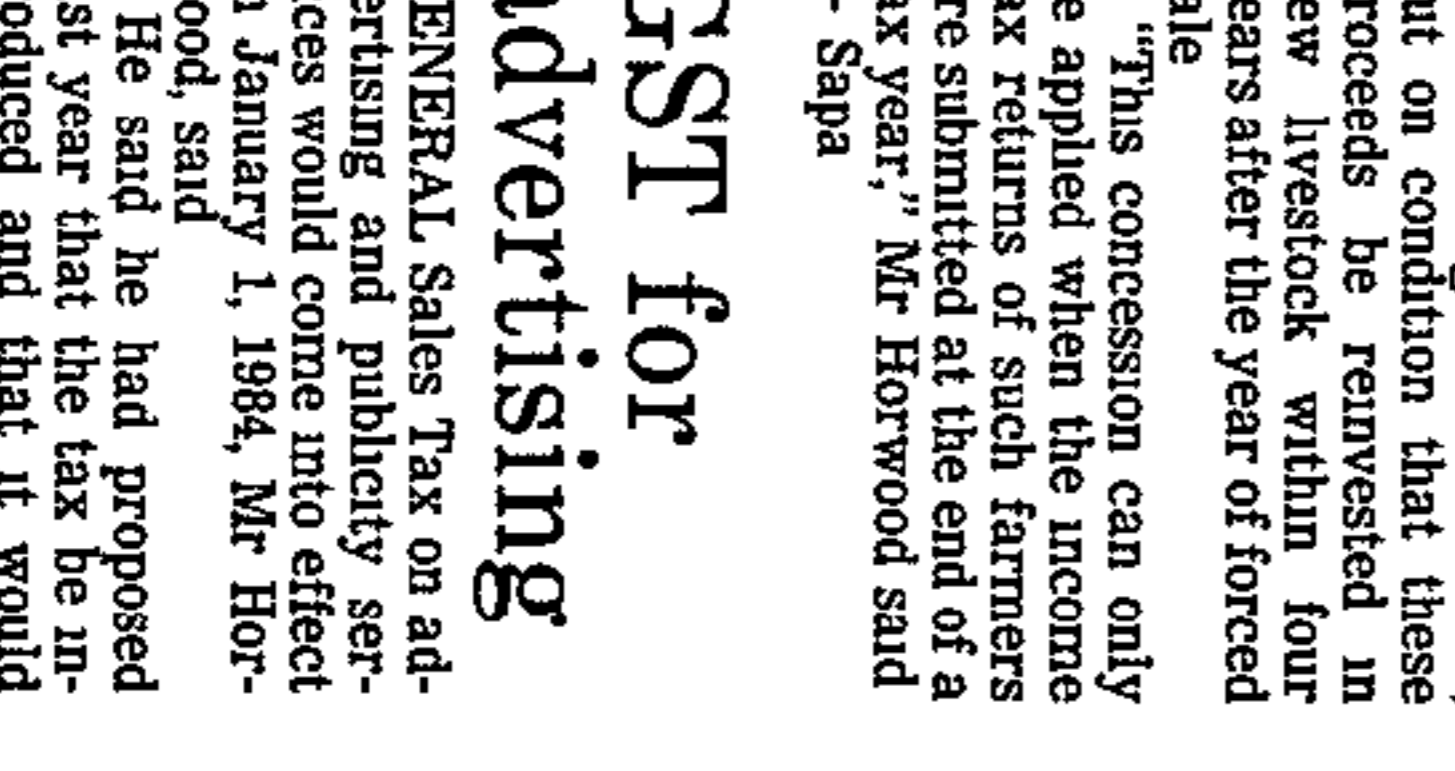 ut on condition that these
roceeds be reinvested in
ew livestock within four
ears after the year of forced
ale
"This concession can only
e applied when the income
ax returns of such farmers
re submitted at the end of a
ax year," Mr Horwood said
- Sapa
GST for
advertising
ENERAL Sales Tax on ad-
ertising and publicity ser-
ces would come into effect
n January 1, 1984, Mr Hor-
ood, said
He said he had proposed
st year that the tax be in-
oduced and that it would